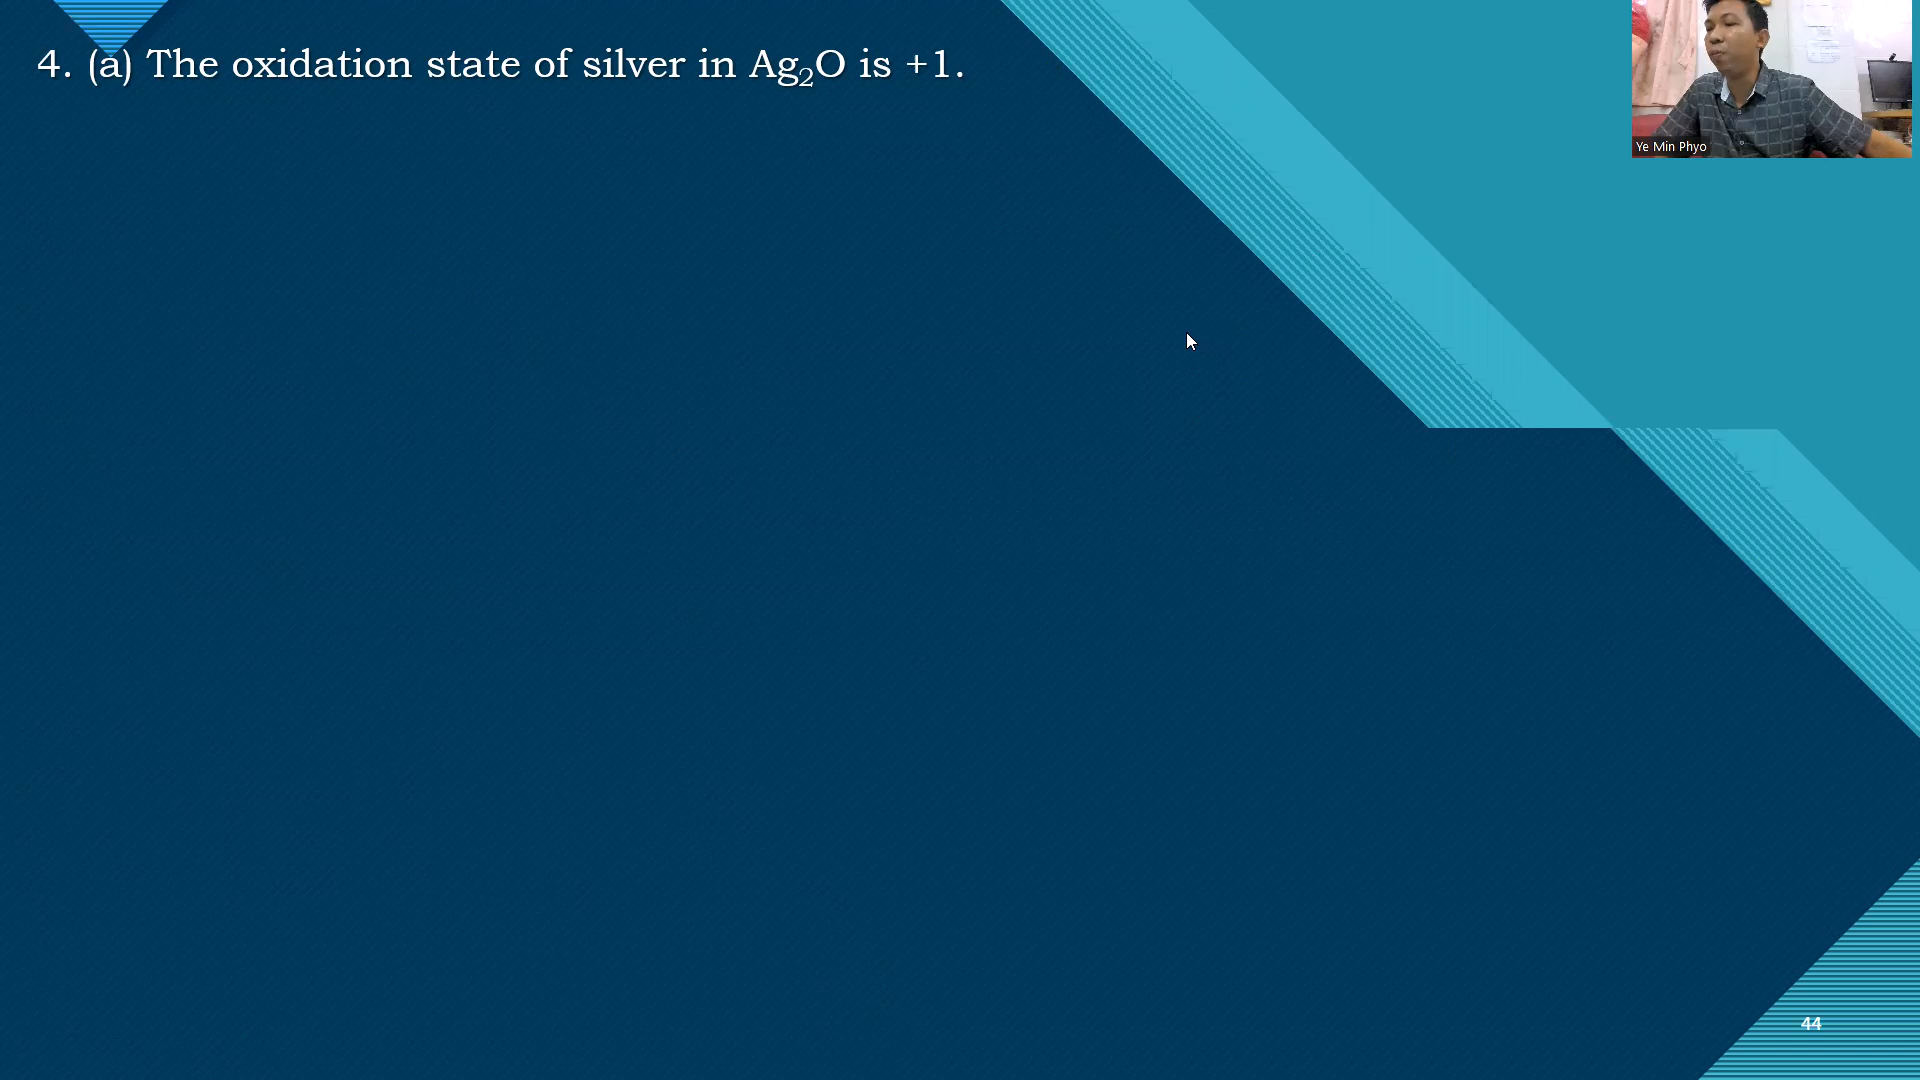 4. (a) The oxidation state of silver in Ag₂O is +1.
Ye Min Phyo
44